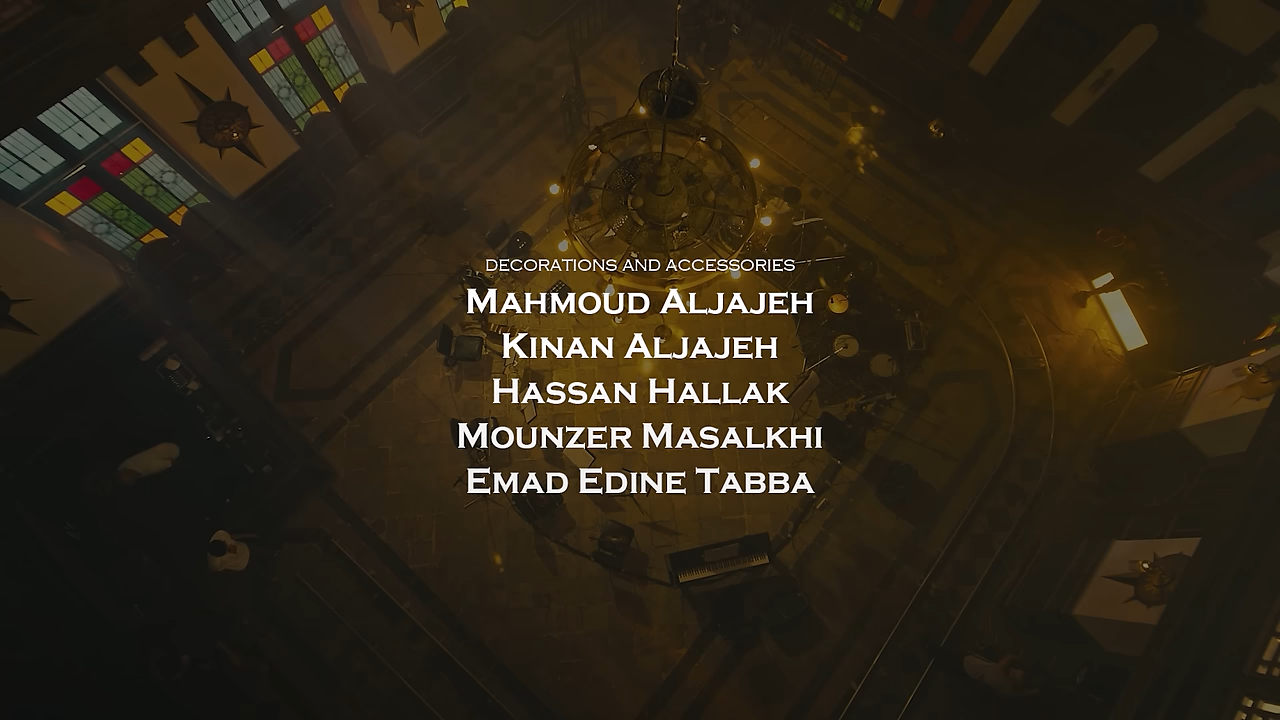 DECORATIONS AND ACCESSORIES
MAHMOUD ALJAJEH
KINAN ALJAJEH
HASSAN HALLAK
MOUNZER MASALKHI
EMAD EDINE TABBA